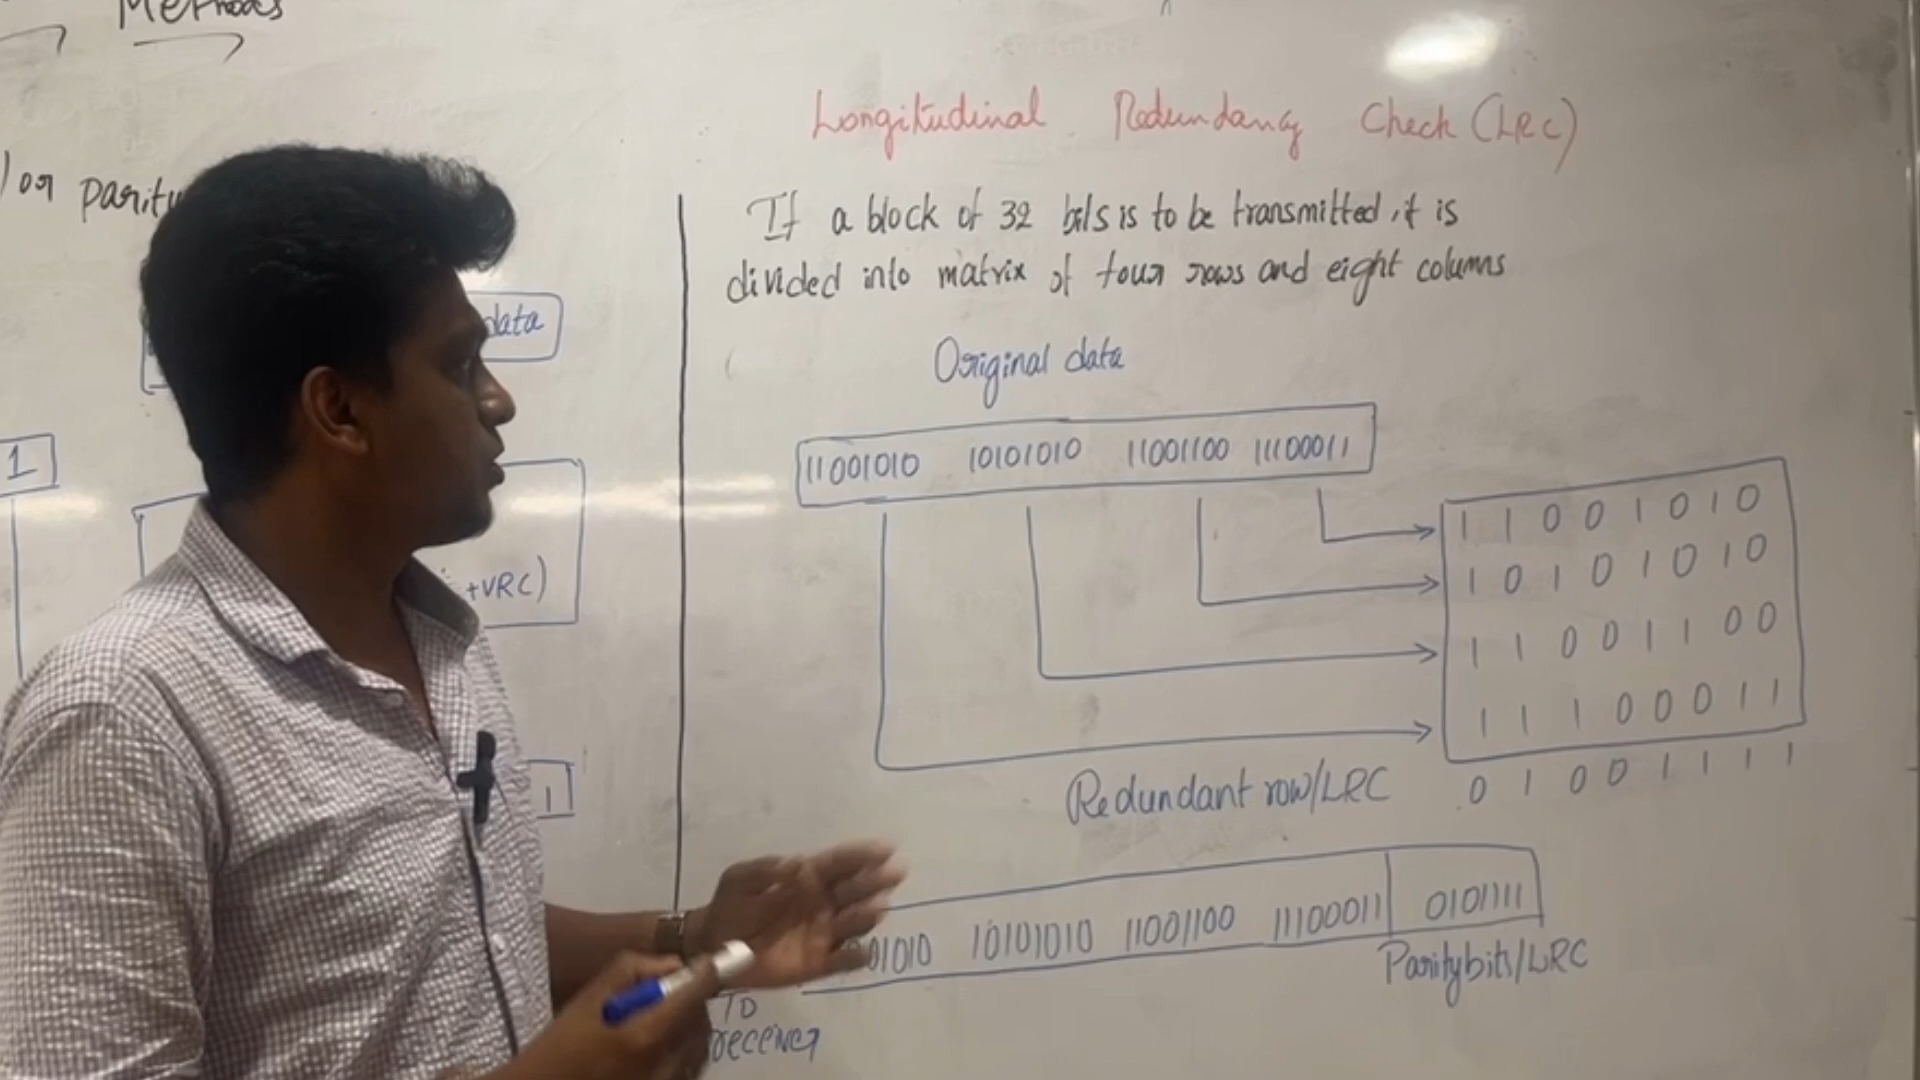 Methods
) or parity
data
1
+VRC)
1
Longitudinal Redundancy Check (LRC)
If a block of 32 bits is to be transmitted, it is
divided into matrix of four rows and eight columns
Original data
11001010 10101010 11001100 11100011
1 1 0 0 1 0 1 0
1 0 1 0 1 0 1 0
1 1 0 0 1 1 0 0
1 1 1 0 0 0 1 1
Redundant row/LRC 0 1 0 0 1 1 1 1
01010 10101010 11001100 11100011 0101111
Parity bits/LRC
To
receiver